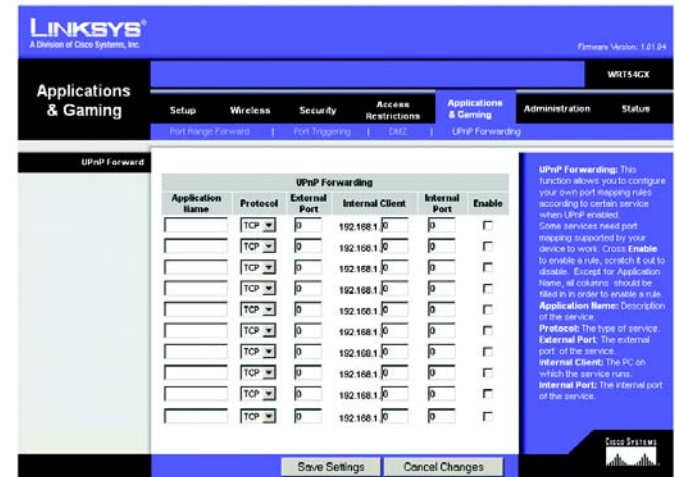 LINKSYS®
A Division of Cisco Systems, Inc.
Firmware Version: 1.01.04
WRT54GX
Applications & Gaming
Setup Wireless Security Access Restrictions Applications & Gaming Administration Status
Port Range Forward | Port Triggering | DMZ | UPnP Forwarding
UPnP Forward
UPnP Forwarding
Application Name Protocol External Port Internal Client Internal Port Enable
TCP 0 192.168.1.0 0
TCP 0 192.168.1.0 0
TCP 0 192.168.1.0 0
TCP 0 192.168.1.0 0
TCP 0 192.168.1.0 0
TCP 0 192.168.1.0 0
TCP 0 192.168.1.0 0
TCP 0 192.168.1.0 0
TCP 0 192.168.1.0 0
TCP 0 192.168.1.0 0
UPnP Forwarding: This
function allows you to configure
your own port mapping rules
according to certain service
when UPnP enabled.
Some services need port
mapping supported by your
device to work. Cross Enable
to enable a rule, scratch it out to
disable. Except for Application
Name, all columns should be
filled in in order to enable a rule.
Application Name: Description
of the service.
Protocol: The type of service.
External Port: The external
port of the service.
Internal Client: The PC on
which the service runs.
Internal Port: The internal port
of the service.
Save Settings Cancel Changes
CISCO SYSTEMS